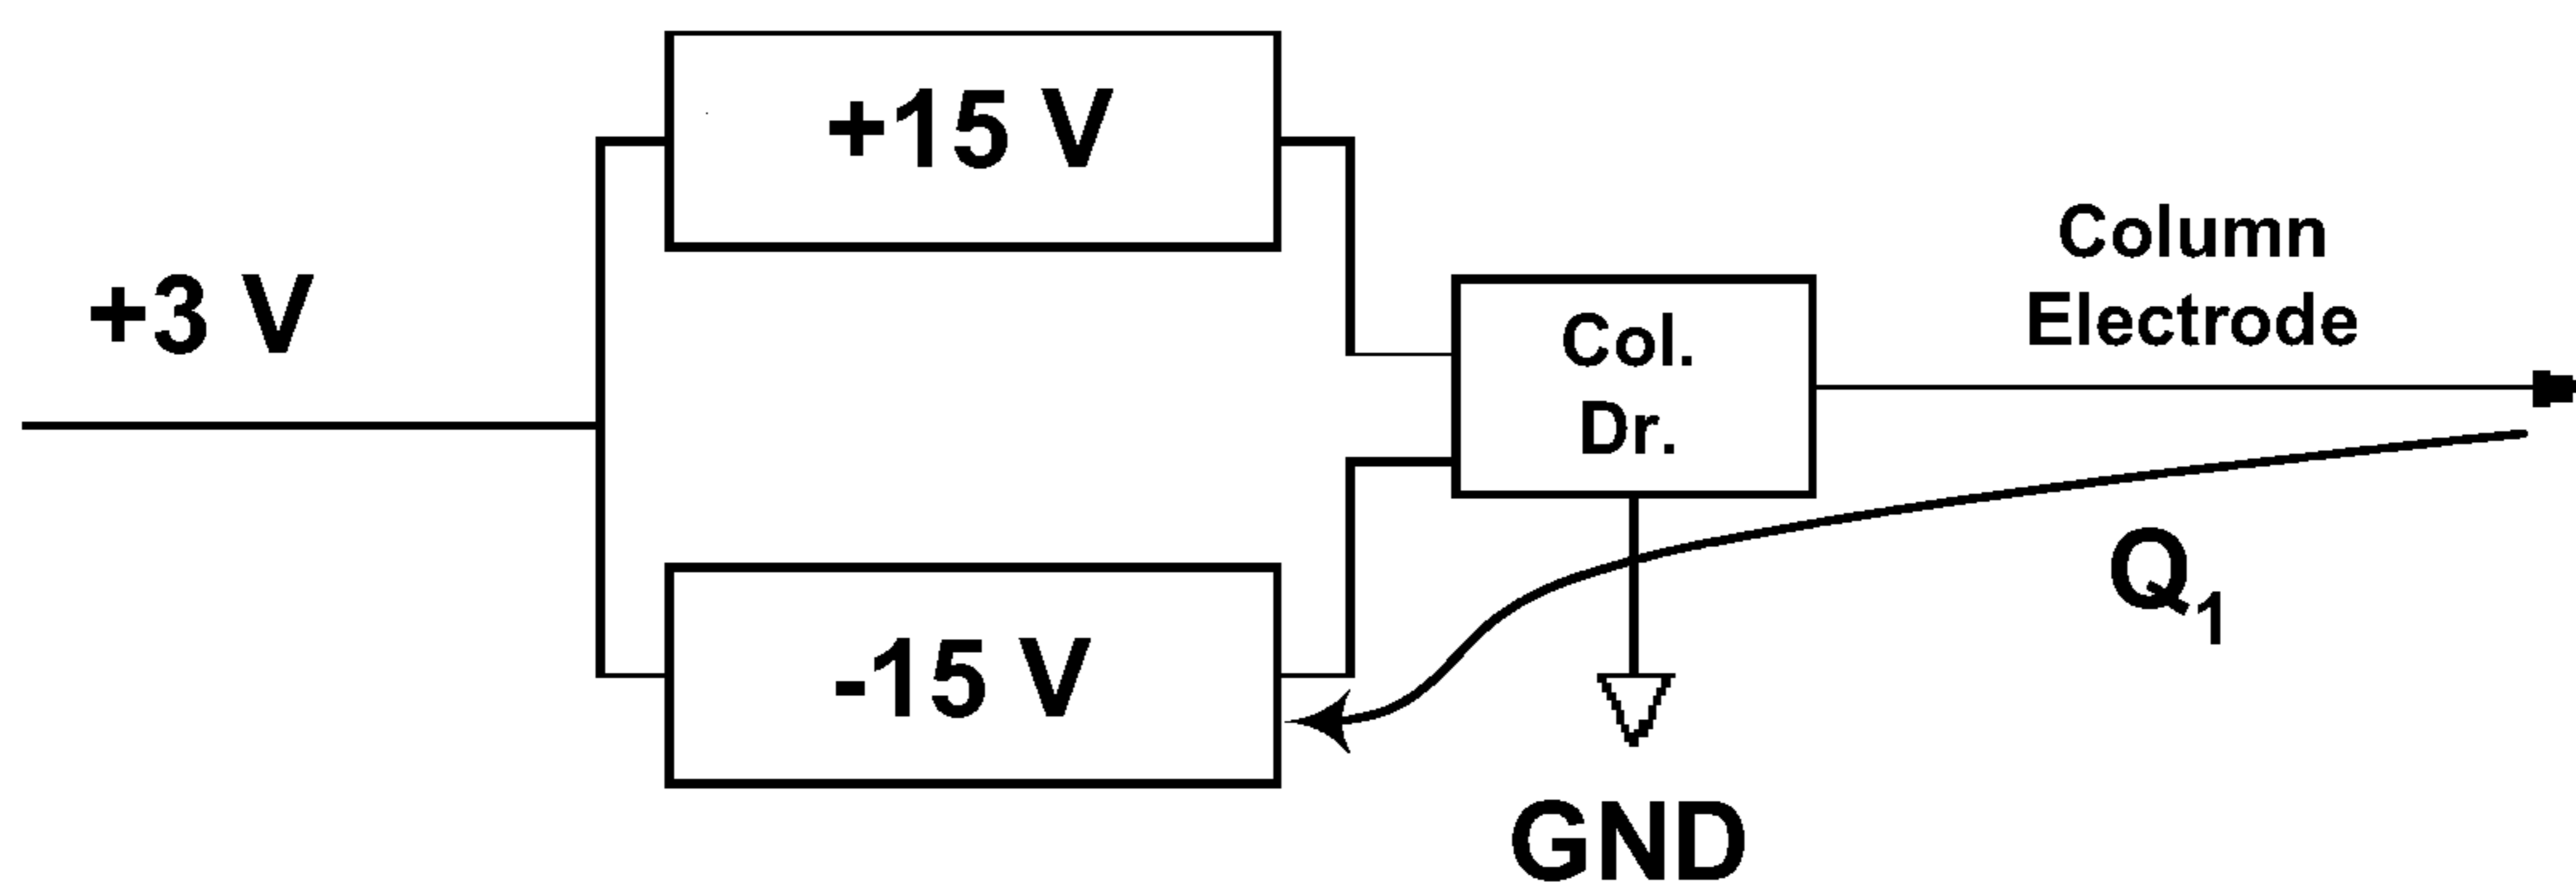 +15 V
+3 V
Column
Electrode
Col.
Dr.
-15 V
Q1
GND